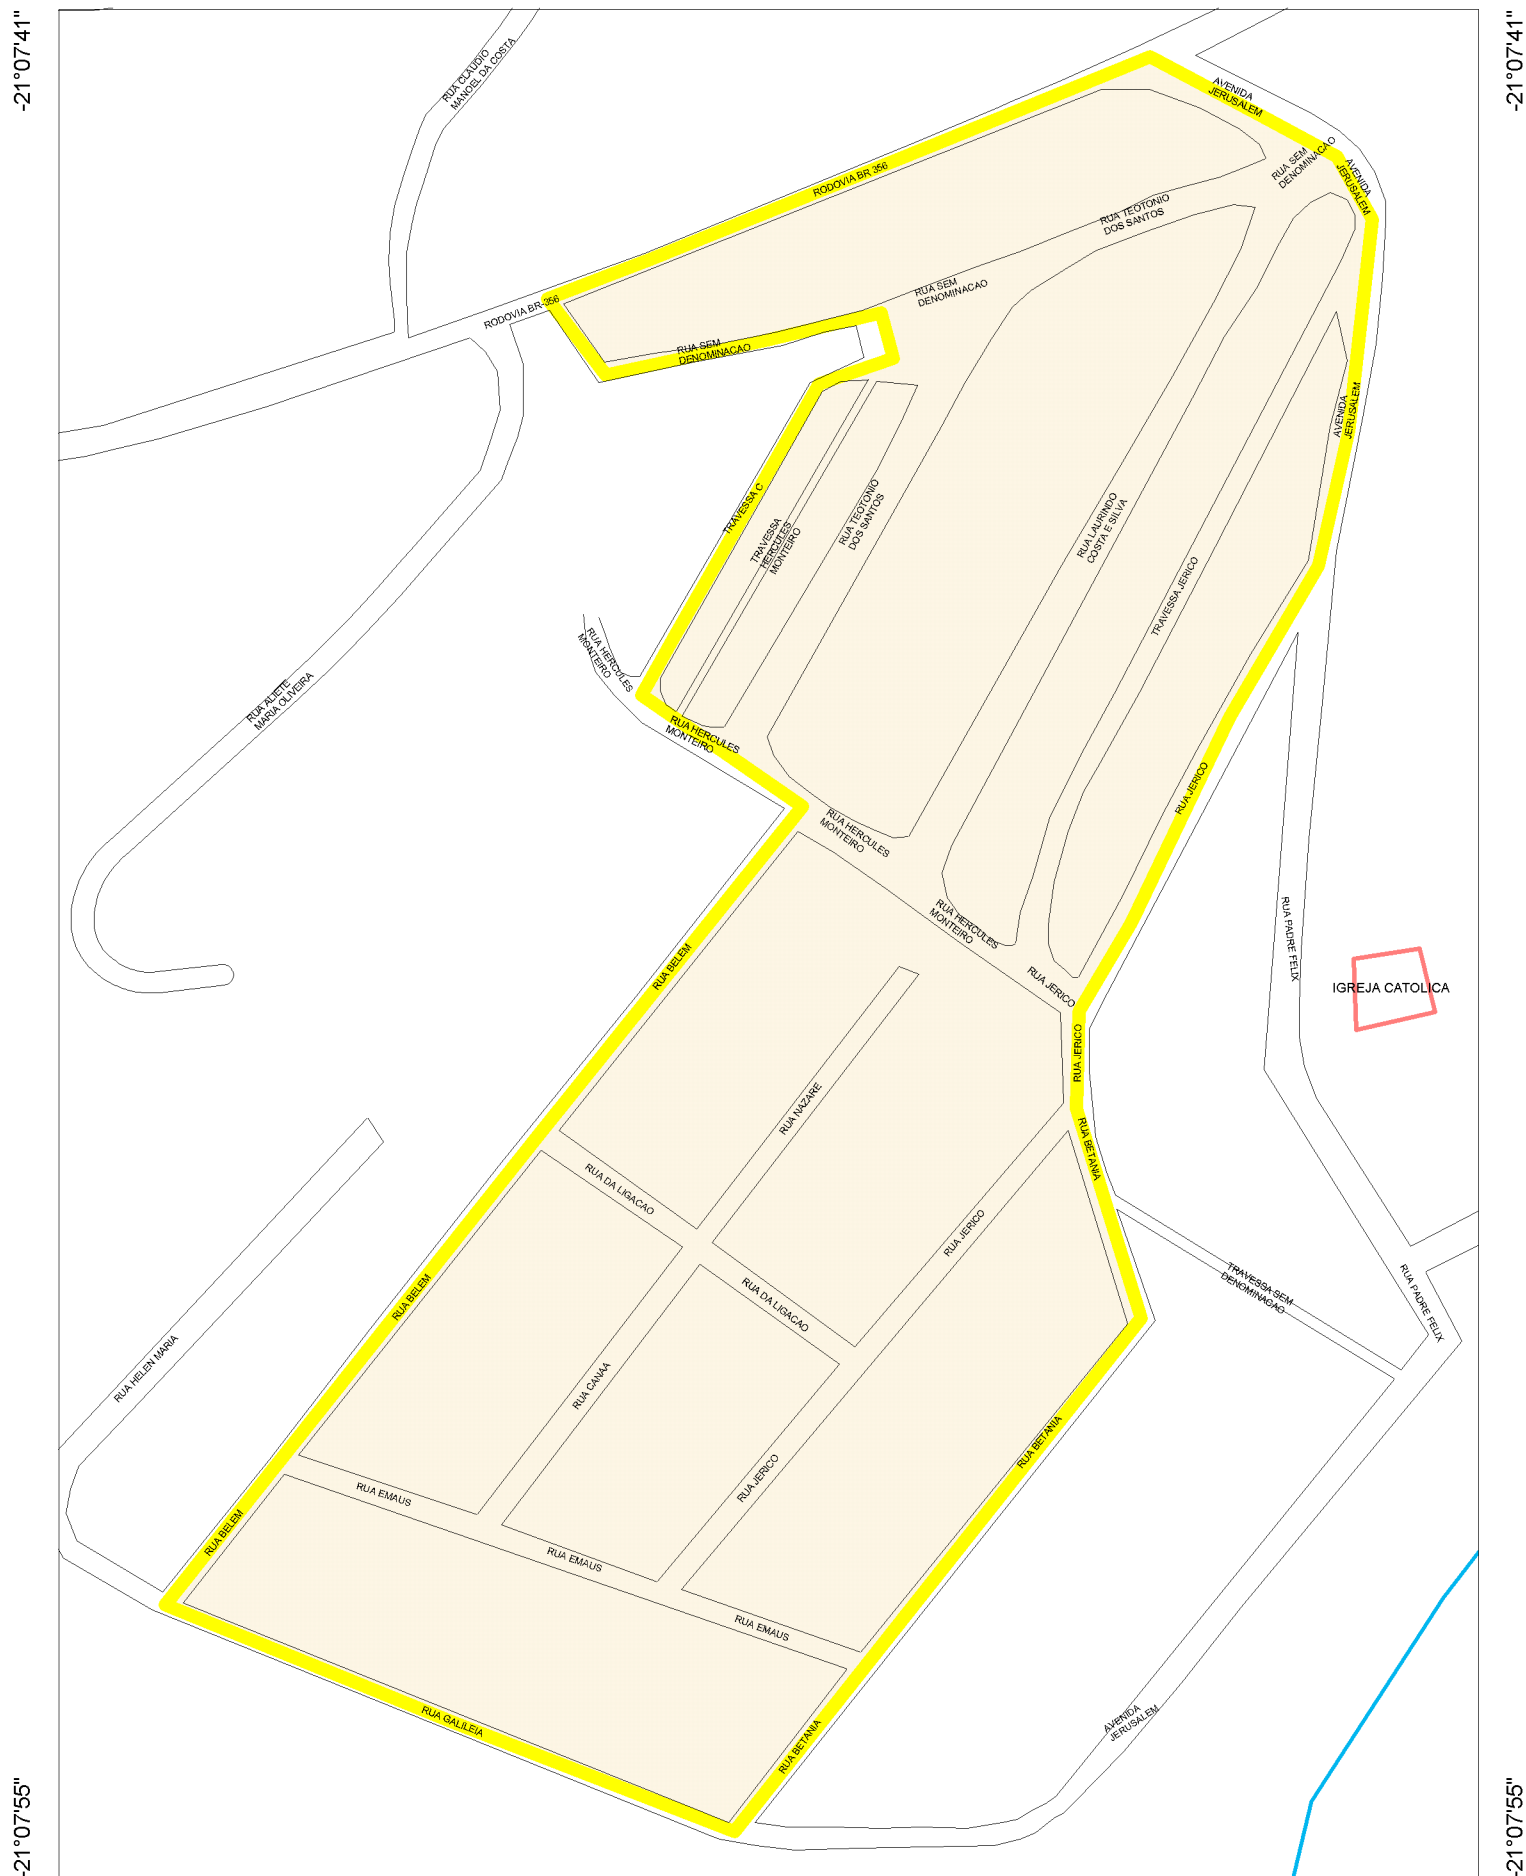 -21°07'41"
-21°07'41"
RUA CLAUDIO
MANOEL DA COSTA
AVENIDA
JERUSALEM
RUA SEM
DENOMINACAO
AVENIDA
JERUSALEM
RODOVIA BR 356
RUA TEOTONIO
DOS SANTOS
RUA SEM
DENOMINACAO
RODOVIA BR-356
RUA SEM
DENOMINACAO
AVENIDA
JERUSALEM
TRAVESSA C
TRAVESSA
HERCULES
MONTEIRO
RUA TEOTONIO
DOS SANTOS
RUA LAURINDO
COSTA E SILVA
TRAVESSA JERICO
RUA HERCULES
MONTEIRO
RUA ALIETE
MARIA OLIVEIRA
RUA HERCULES
MONTEIRO
RUA JERICO
RUA HERCULES
MONTEIRO
RUA HERCULES
MONTEIRO
RUA PADRE FELIX
RUA BELEM
RUA JERICO
IGREJA CATOLICA
RUA JERICO
RUA NAZARE
RUA BETANIA
RUA DA LIGACAO
RUA JERICO
TRAVESSA SEM
DENOMINACAO
RUA PADRE FELIX
RUA BELEM
RUA DA LIGACAO
RUA HELEN MARIA
RUA CANAA
RUA BETANIA
RUA JERICO
RUA EMAUS
RUA BELEM
RUA EMAUS
RUA EMAUS
RUA GALILEIA
AVENIDA
JERUSALEM
RUA BETANIA
-21°07'55"
-21°07'55"